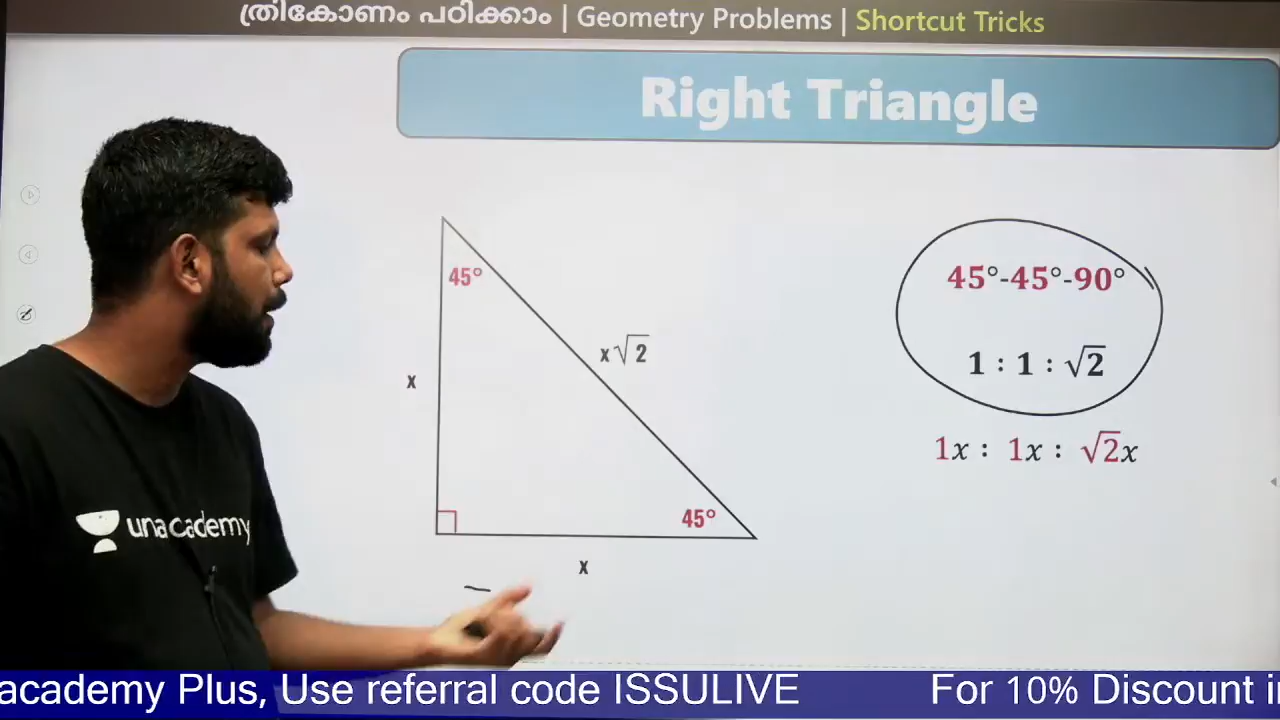 ത്രികോണം പഠിക്കാം | Geometry Problems | Shortcut Tricks
Right Triangle
45°
x√2
x
45°
x
45°-45°-90°
1 : 1 : √2
1x : 1x : √2x
unacademy
academy Plus, Use referral code ISSULIVE For 10% Discount i